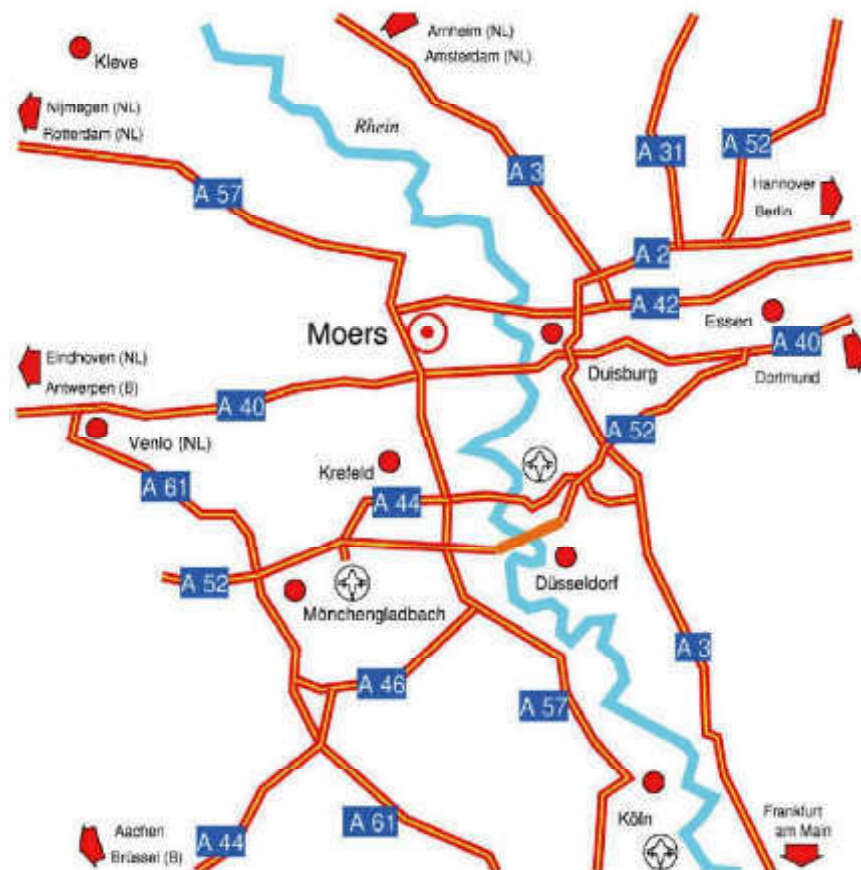 Arnheim (NL)
Amsterdam (NL)
Kleve
Nijmegen (NL)
Rotterdam (NL)
Rhein
A 3
A 31
A 52
A 57
Hannover
Berlin
A 2
A 42
Moers
Essen
A 40
Eindhoven (NL)
Antwerpen (B)
Duisburg
Dortmund
A 40
A 52
Venlo (NL)
A 61
Krefeld
A 44
A 52
Mönchengladbach
Düsseldorf
A 3
A 46
A 57
Köln
Frankfurt
am Main
A 61
A 44
Aachen
Brüssel (B)